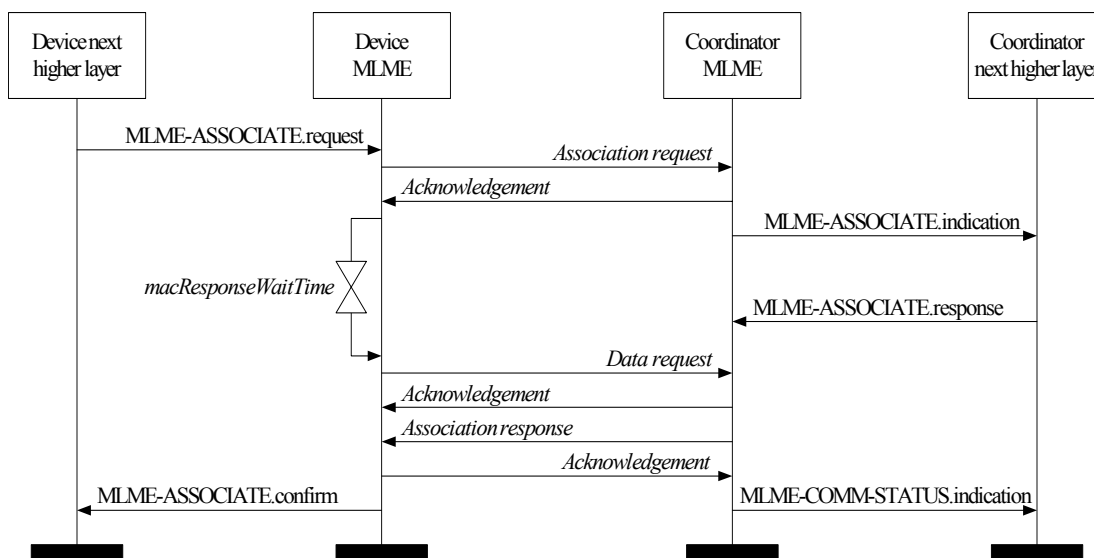 Device next
higher layer
Device
MLME
Coordinator
MLME
Coordinator
next higher layer
MLME-ASSOCIATE.request
Association request
Acknowledgement
MLME-ASSOCIATE.indication
macResponseWaitTime
MLME-ASSOCIATE.response
Data request
Acknowledgement
Association response
Acknowledgement
MLME-ASSOCIATE.confirm
MLME-COMM-STATUS.indication